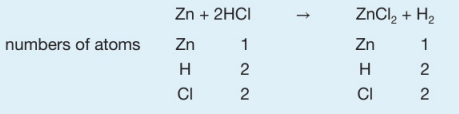 Zn + 2HCl → ZnCl₂ + H₂
numbers of atoms Zn 1 Zn 1
H 2 H 2
Cl 2 Cl 2